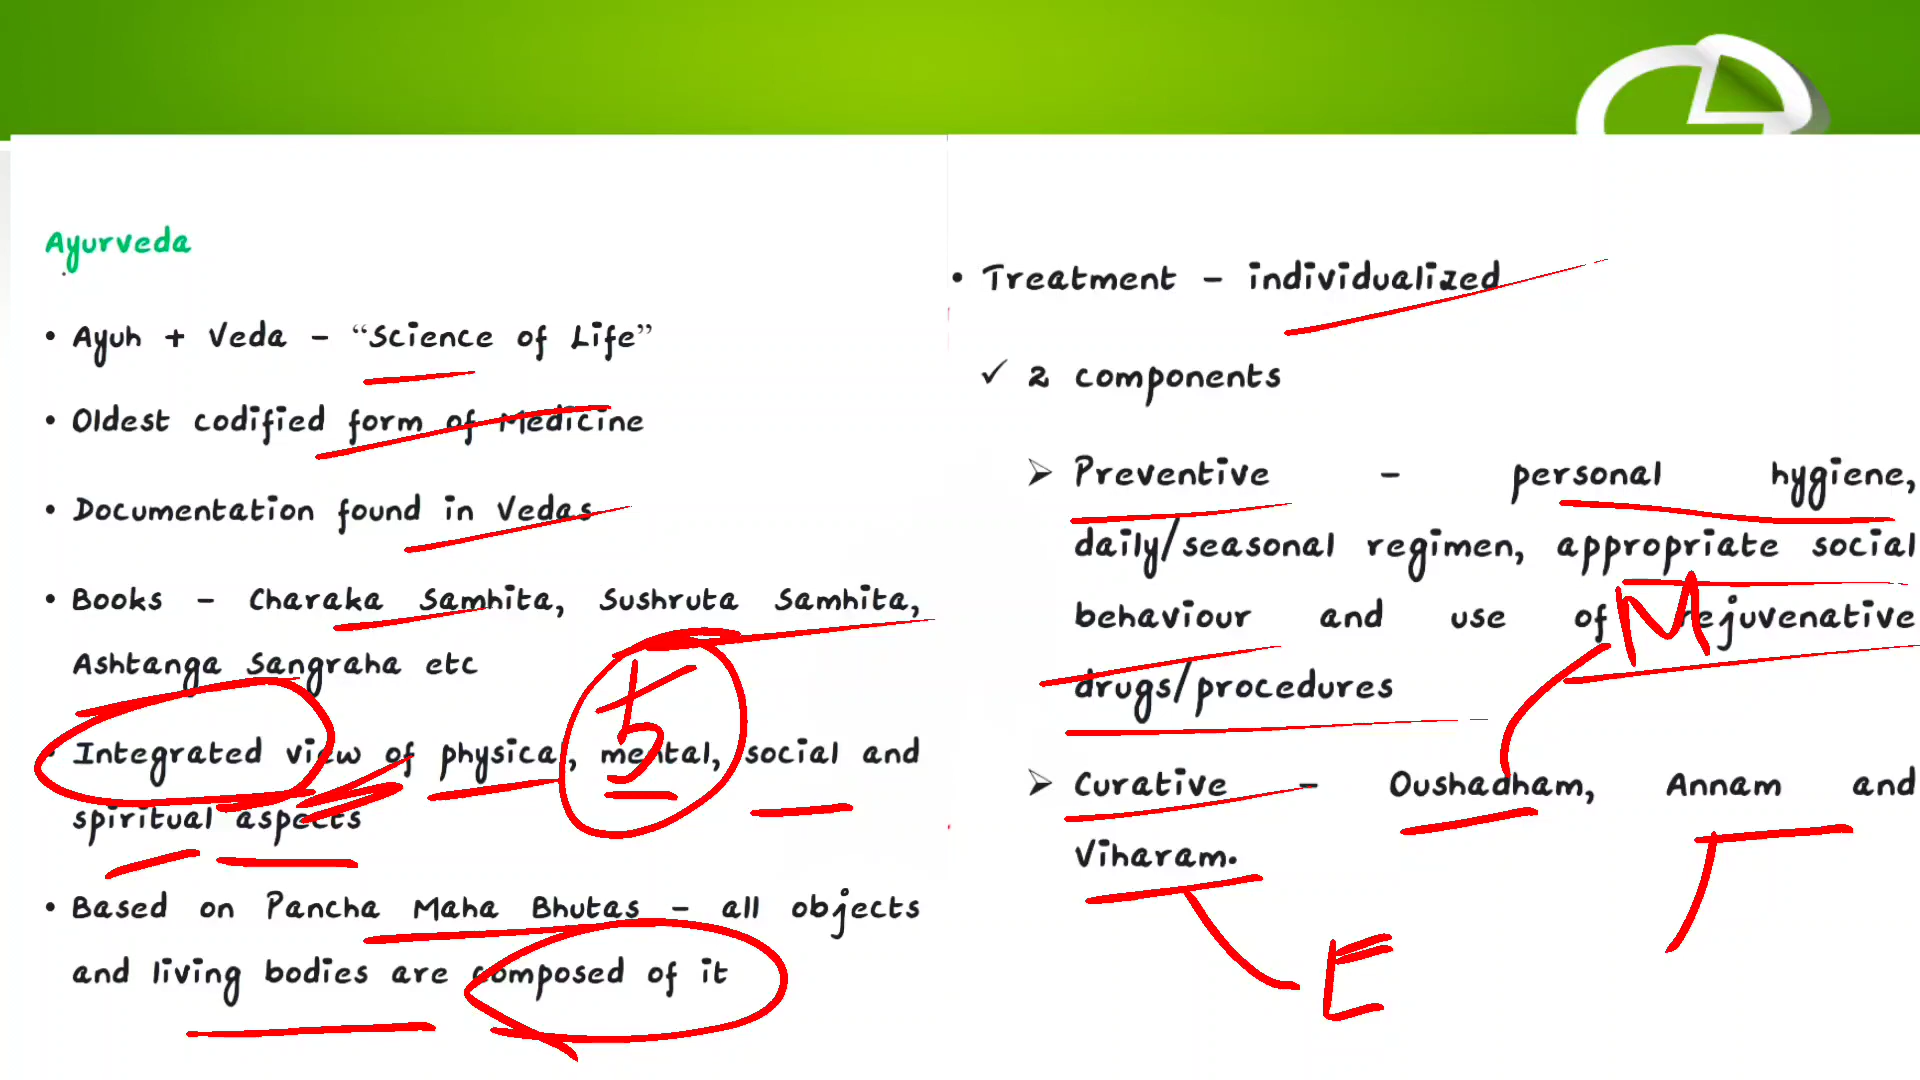 Ayurveda
• Ayuh + Veda – “Science of Life”
• Oldest codified form of Medicine
• Documentation found in Vedas
• Books – Charaka Samhita, Sushruta Samhita,
Ashtanga Sangraha etc
• Integrated view of physical, mental, social and
spiritual aspects
• Based on Pancha Maha Bhutas – all objects
and living bodies are composed of it
5
• Treatment – individualized
✓ 2 components
➢ Preventive – personal hygiene,
daily/seasonal regimen, appropriate social
behaviour and use of rejuvenative
drugs/procedures
M
➢ Curative – Oushadham, Annam and
Viharam.
E